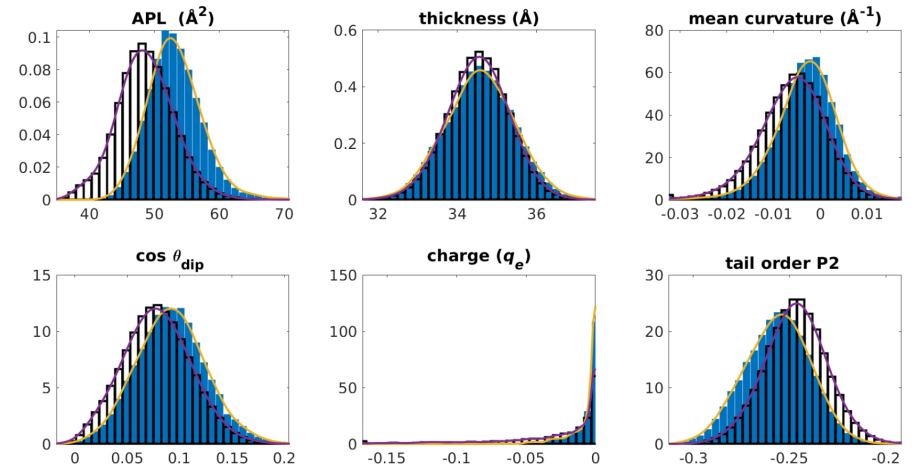 APL (Å²)
thickness (Å)
mean curvature (Å⁻¹)
0.1
0.08
0.06
0.04
0.02
0
40 50 60 70
0.6
0.4
0.2
0
32 34 36
80
60
40
20
0
-0.03 -0.02 -0.01 0 0.01
cos θdip
charge (qe)
tail order P2
15
10
5
0
0 0.05 0.1 0.15 0.2
150
100
50
0
-0.15 -0.1 -0.05 0
30
20
10
0
-0.3 -0.25 -0.2